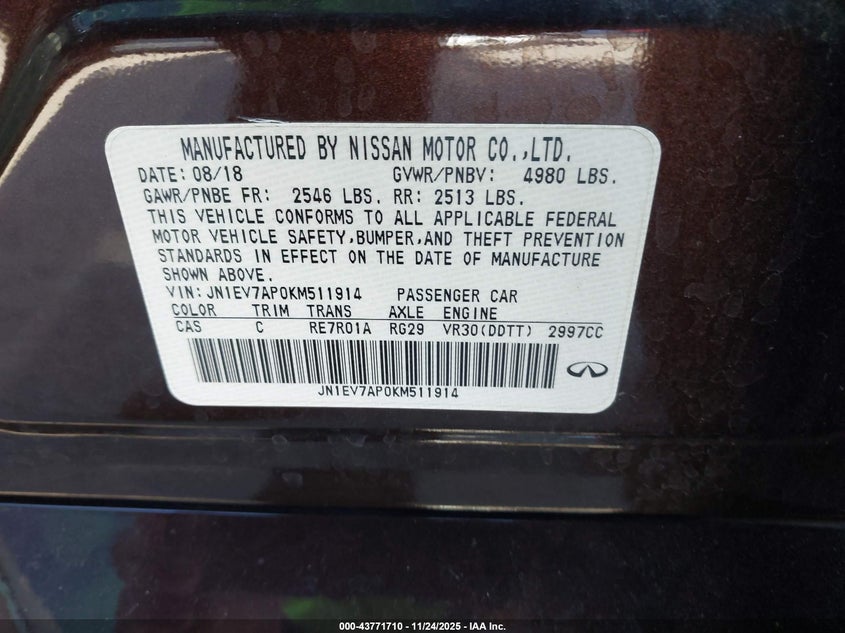 MANUFACTURED BY NISSAN MOTOR CO.,LTD.
DATE: 08/18 GVWR/PNBV: 4980 LBS.
GAWR/PNBE FR: 2546 LBS. RR: 2513 LBS.
THIS VEHICLE CONFORMS TO ALL APPLICABLE FEDERAL
MOTOR VEHICLE SAFETY,BUMPER,AND THEFT PREVENTION
STANDARDS IN EFFECT ON THE DATE OF MANUFACTURE
SHOWN ABOVE.
VIN: JN1EV7AP0KM511914 PASSENGER CAR
COLOR TRIM TRANS AXLE ENGINE
CAS C RE7R01A RG29 VR30(DDTT) 2997CC
JN1EV7AP0KM511914
000-43771710 - 11/24/2025 - IAA Inc.